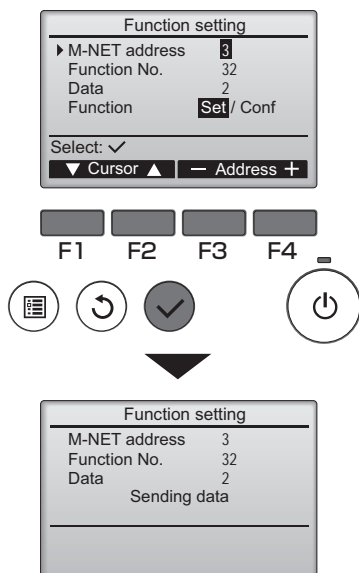 Function setting
M-NET address 3
Function No. 32
Data 2
Function Set / Conf
Select: ✓
▼ Cursor ▲ − Address +
F1 F2 F3 F4
Function setting
M-NET address 3
Function No. 32
Data 2
Sending data